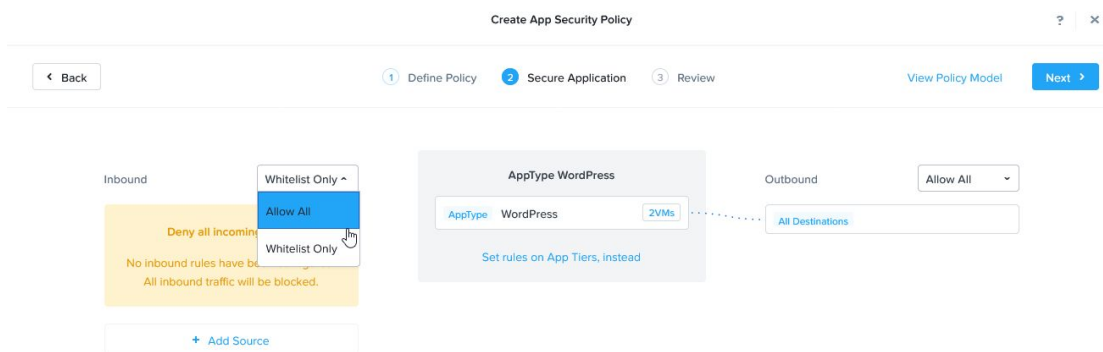 Create App Security Policy
?
×
Back
1 Define Policy
2 Secure Application
3 Review
View Policy Model
Next
Inbound
Whitelist Only
Allow All
Whitelist Only
Deny all incoming
No inbound rules have be
All inbound traffic will be blocked.
+ Add Source
AppType WordPress
AppType WordPress
2VMs
Set rules on App Tiers, instead
Outbound
Allow All
All Destinations